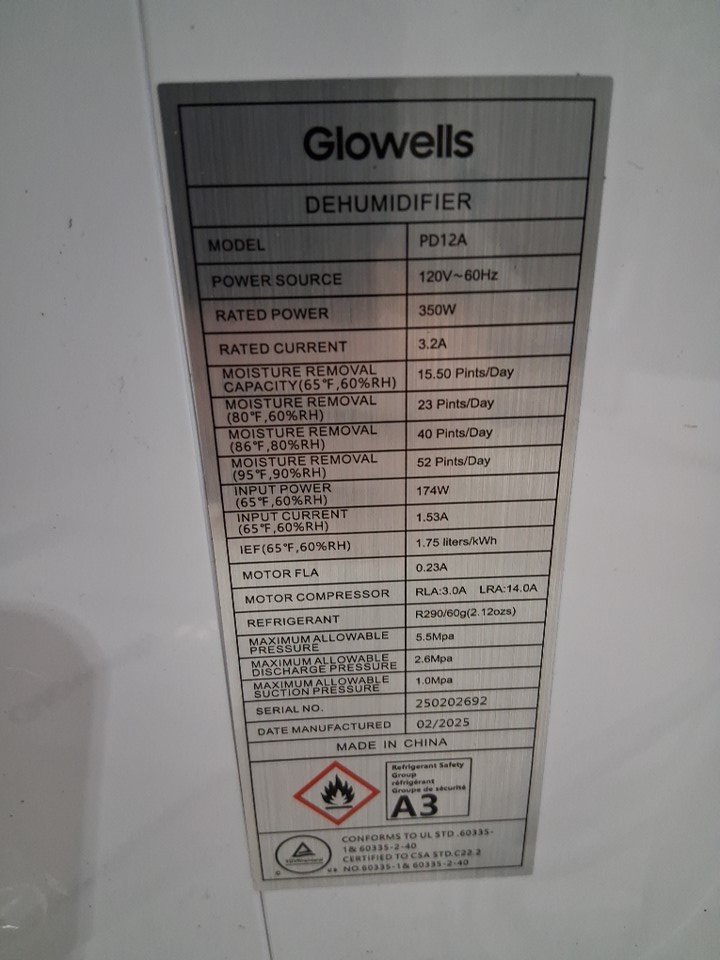 Glowells
DEHUMIDIFIER
MODEL PD12A
POWER SOURCE 120V~60Hz
RATED POWER 350W
RATED CURRENT 3.2A
MOISTURE REMOVAL
CAPACITY(65°F,60%RH) 15.50 Pints/Day
MOISTURE REMOVAL
(80°F,60%RH) 23 Pints/Day
MOISTURE REMOVAL
(86°F,80%RH) 40 Pints/Day
MOISTURE REMOVAL
(95°F,90%RH) 52 Pints/Day
INPUT POWER
(65°F,60%RH) 174W
INPUT CURRENT
(65°F,60%RH) 1.53A
IEF(65°F,60%RH) 1.75 liters/kWh
MOTOR FLA 0.23A
MOTOR COMPRESSOR RLA:3.0A LRA:14.0A
REFRIGERANT R290/60g(2.12ozs)
MAXIMUM ALLOWABLE
PRESSURE 5.5Mpa
MAXIMUM ALLOWABLE
DISCHARGE PRESSURE 2.6Mpa
MAXIMUM ALLOWABLE
SUCTION PRESSURE 1.0Mpa
SERIAL NO. 250202692
DATE MANUFACTURED 02/2025
MADE IN CHINA
Refrigerant Safety
Group
réfrigérant
Groupe de sécurité
A3
CONFORMS TO UL STD .60335-
1& 60335-2-40
CERTIFIED TO CSA STD.C22.2
NO.60335-1& 60335-2-40